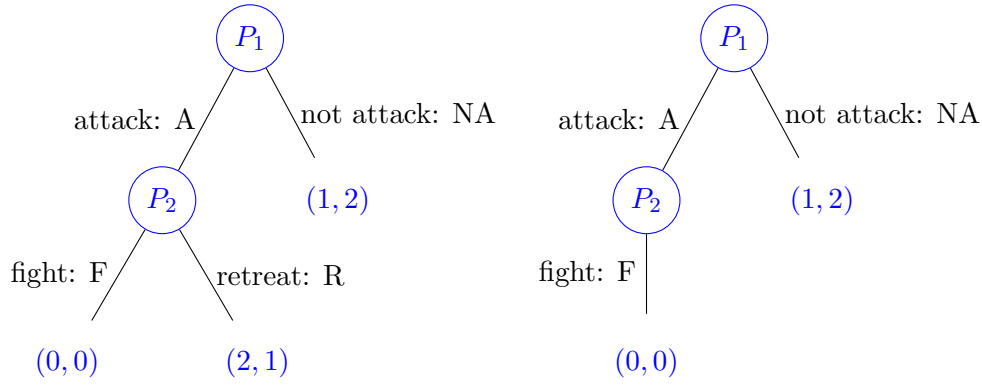 P₁
attack: A
not attack: NA
P₂
(1, 2)
fight: F
retreat: R
(0, 0)
(2, 1)
P₁
attack: A
not attack: NA
P₂
(1, 2)
fight: F
(0, 0)